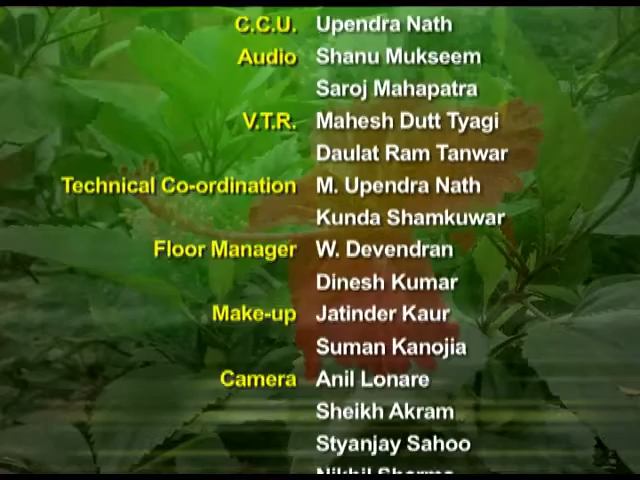 C.C.U. Upendra Nath
Audio Shanu Mukseem
Saroj Mahapatra
V.T.R. Mahesh Dutt Tyagi
Daulat Ram Tanwar
Technical Co-ordination M. Upendra Nath
Kunda Shamkuwar
Floor Manager W. Devendran
Dinesh Kumar
Make-up Jatinder Kaur
Suman Kanojia
Camera Anil Lonare
Sheikh Akram
Styanjay Sahoo